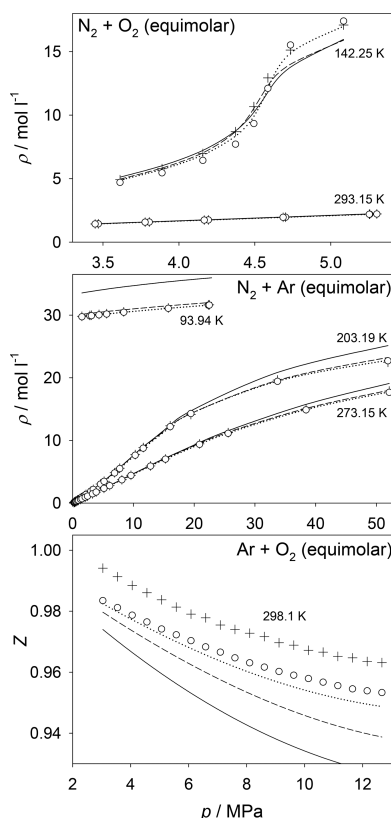 N2 + O2 (equimolar)
142.25 K
293.15 K
ρ / mol l-1
15
10
5
0
3.5
4.0
4.5
5.0
N2 + Ar (equimolar)
93.94 K
203.19 K
273.15 K
ρ / mol l-1
30
20
10
0
0
10
20
30
40
50
Ar + O2 (equimolar)
298.1 K
Z
1.00
0.98
0.96
0.94
2
4
6
8
10
12
p / MPa